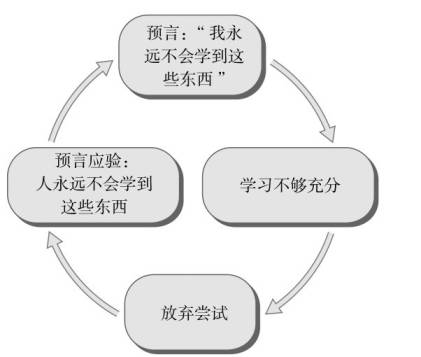 预言：“我永
远不会学到这
些东西”
学习不够充分
放弃尝试
预言应验：
人永远不会学到
这些东西